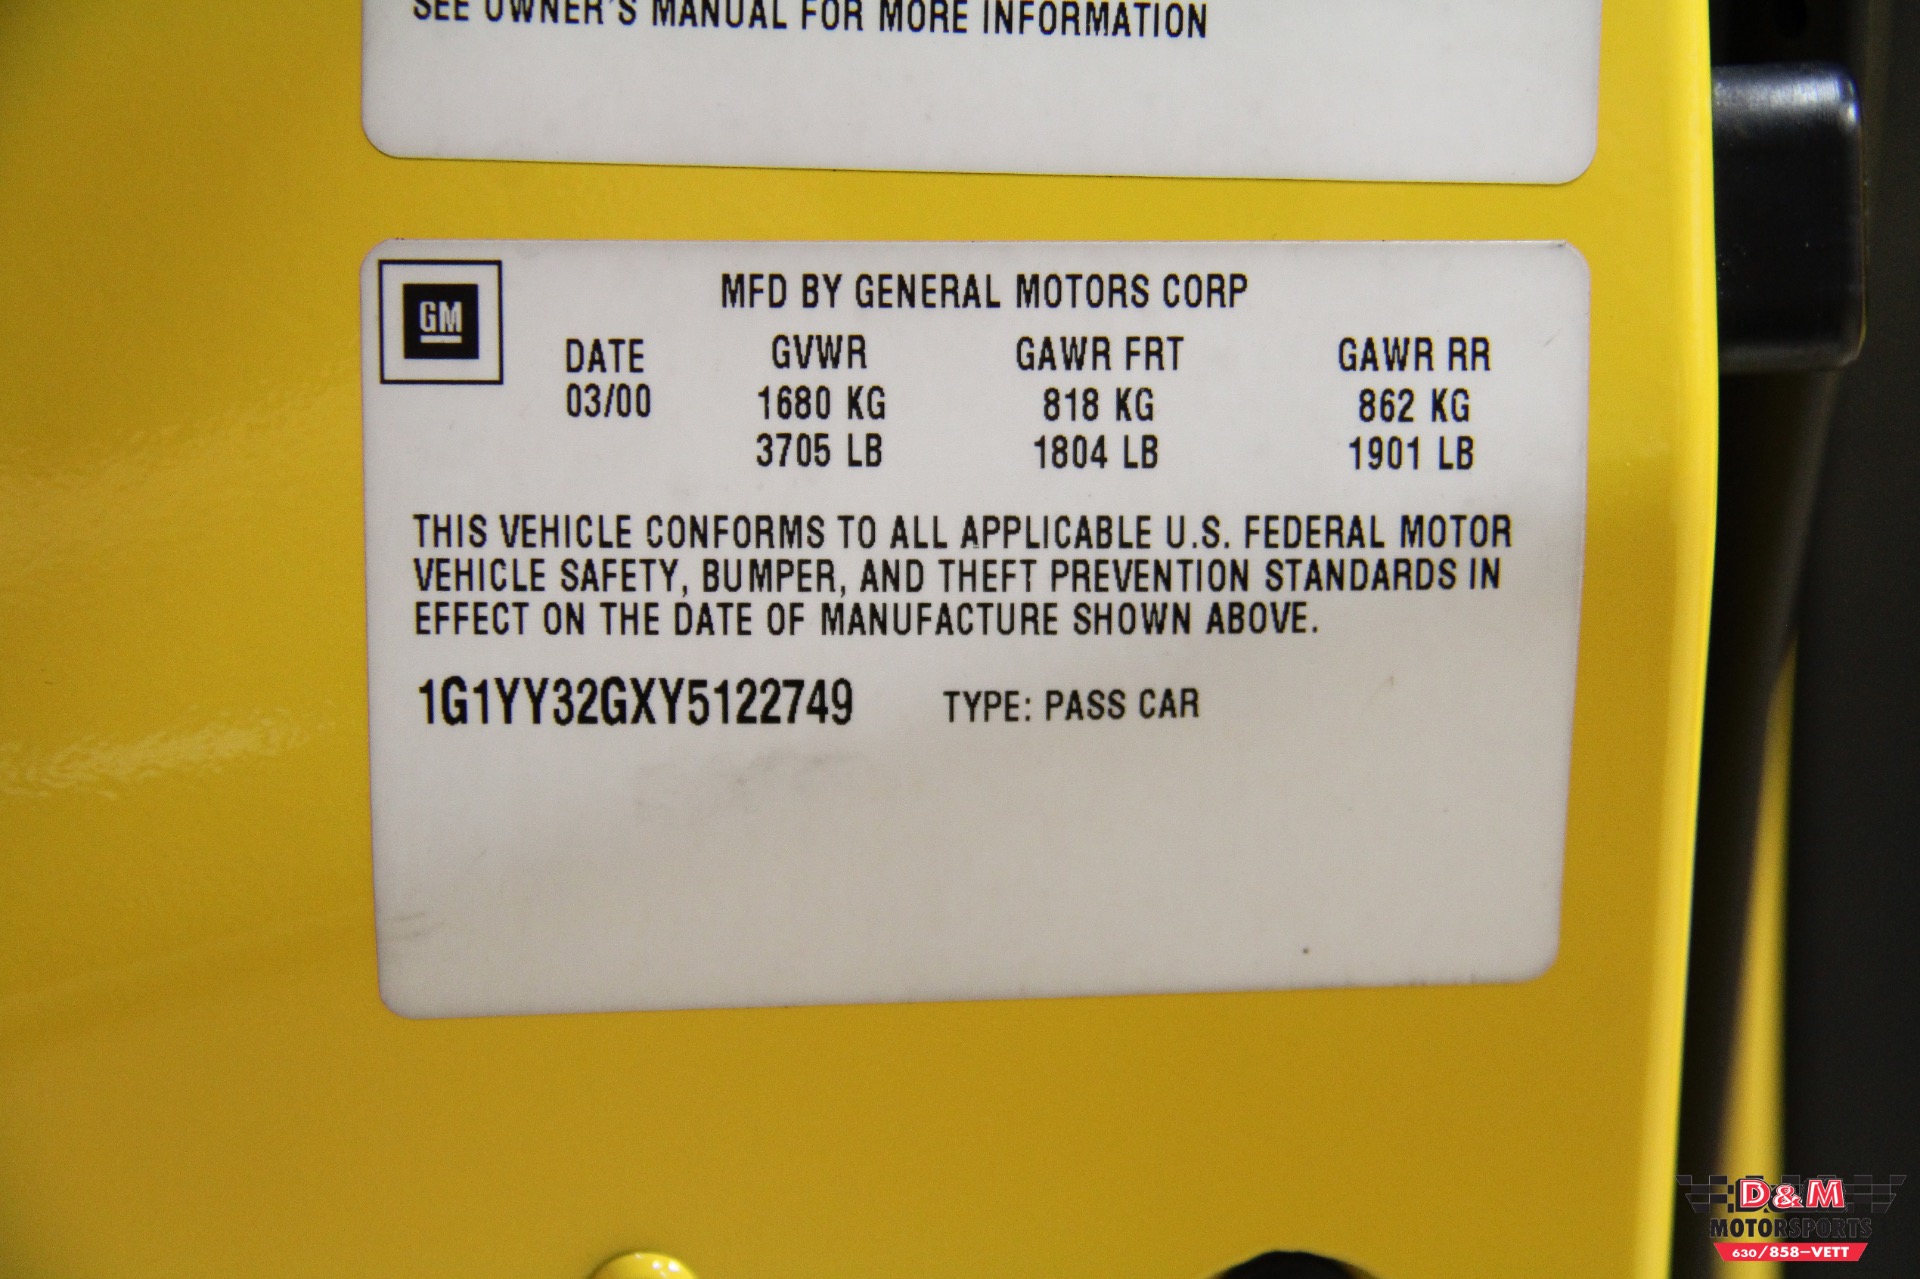 SEE OWNER'S MANUAL FOR MORE INFORMATION
GM
MFD BY GENERAL MOTORS CORP
DATE GVWR GAWR FRT GAWR RR
03/00 1680 KG 818 KG 862 KG
3705 LB 1804 LB 1901 LB
THIS VEHICLE CONFORMS TO ALL APPLICABLE U.S. FEDERAL MOTOR
VEHICLE SAFETY, BUMPER, AND THEFT PREVENTION STANDARDS IN
EFFECT ON THE DATE OF MANUFACTURE SHOWN ABOVE.
1G1YY32GXY5122749 TYPE: PASS CAR
D&M
MOTORSPORTS
630/858-VETT